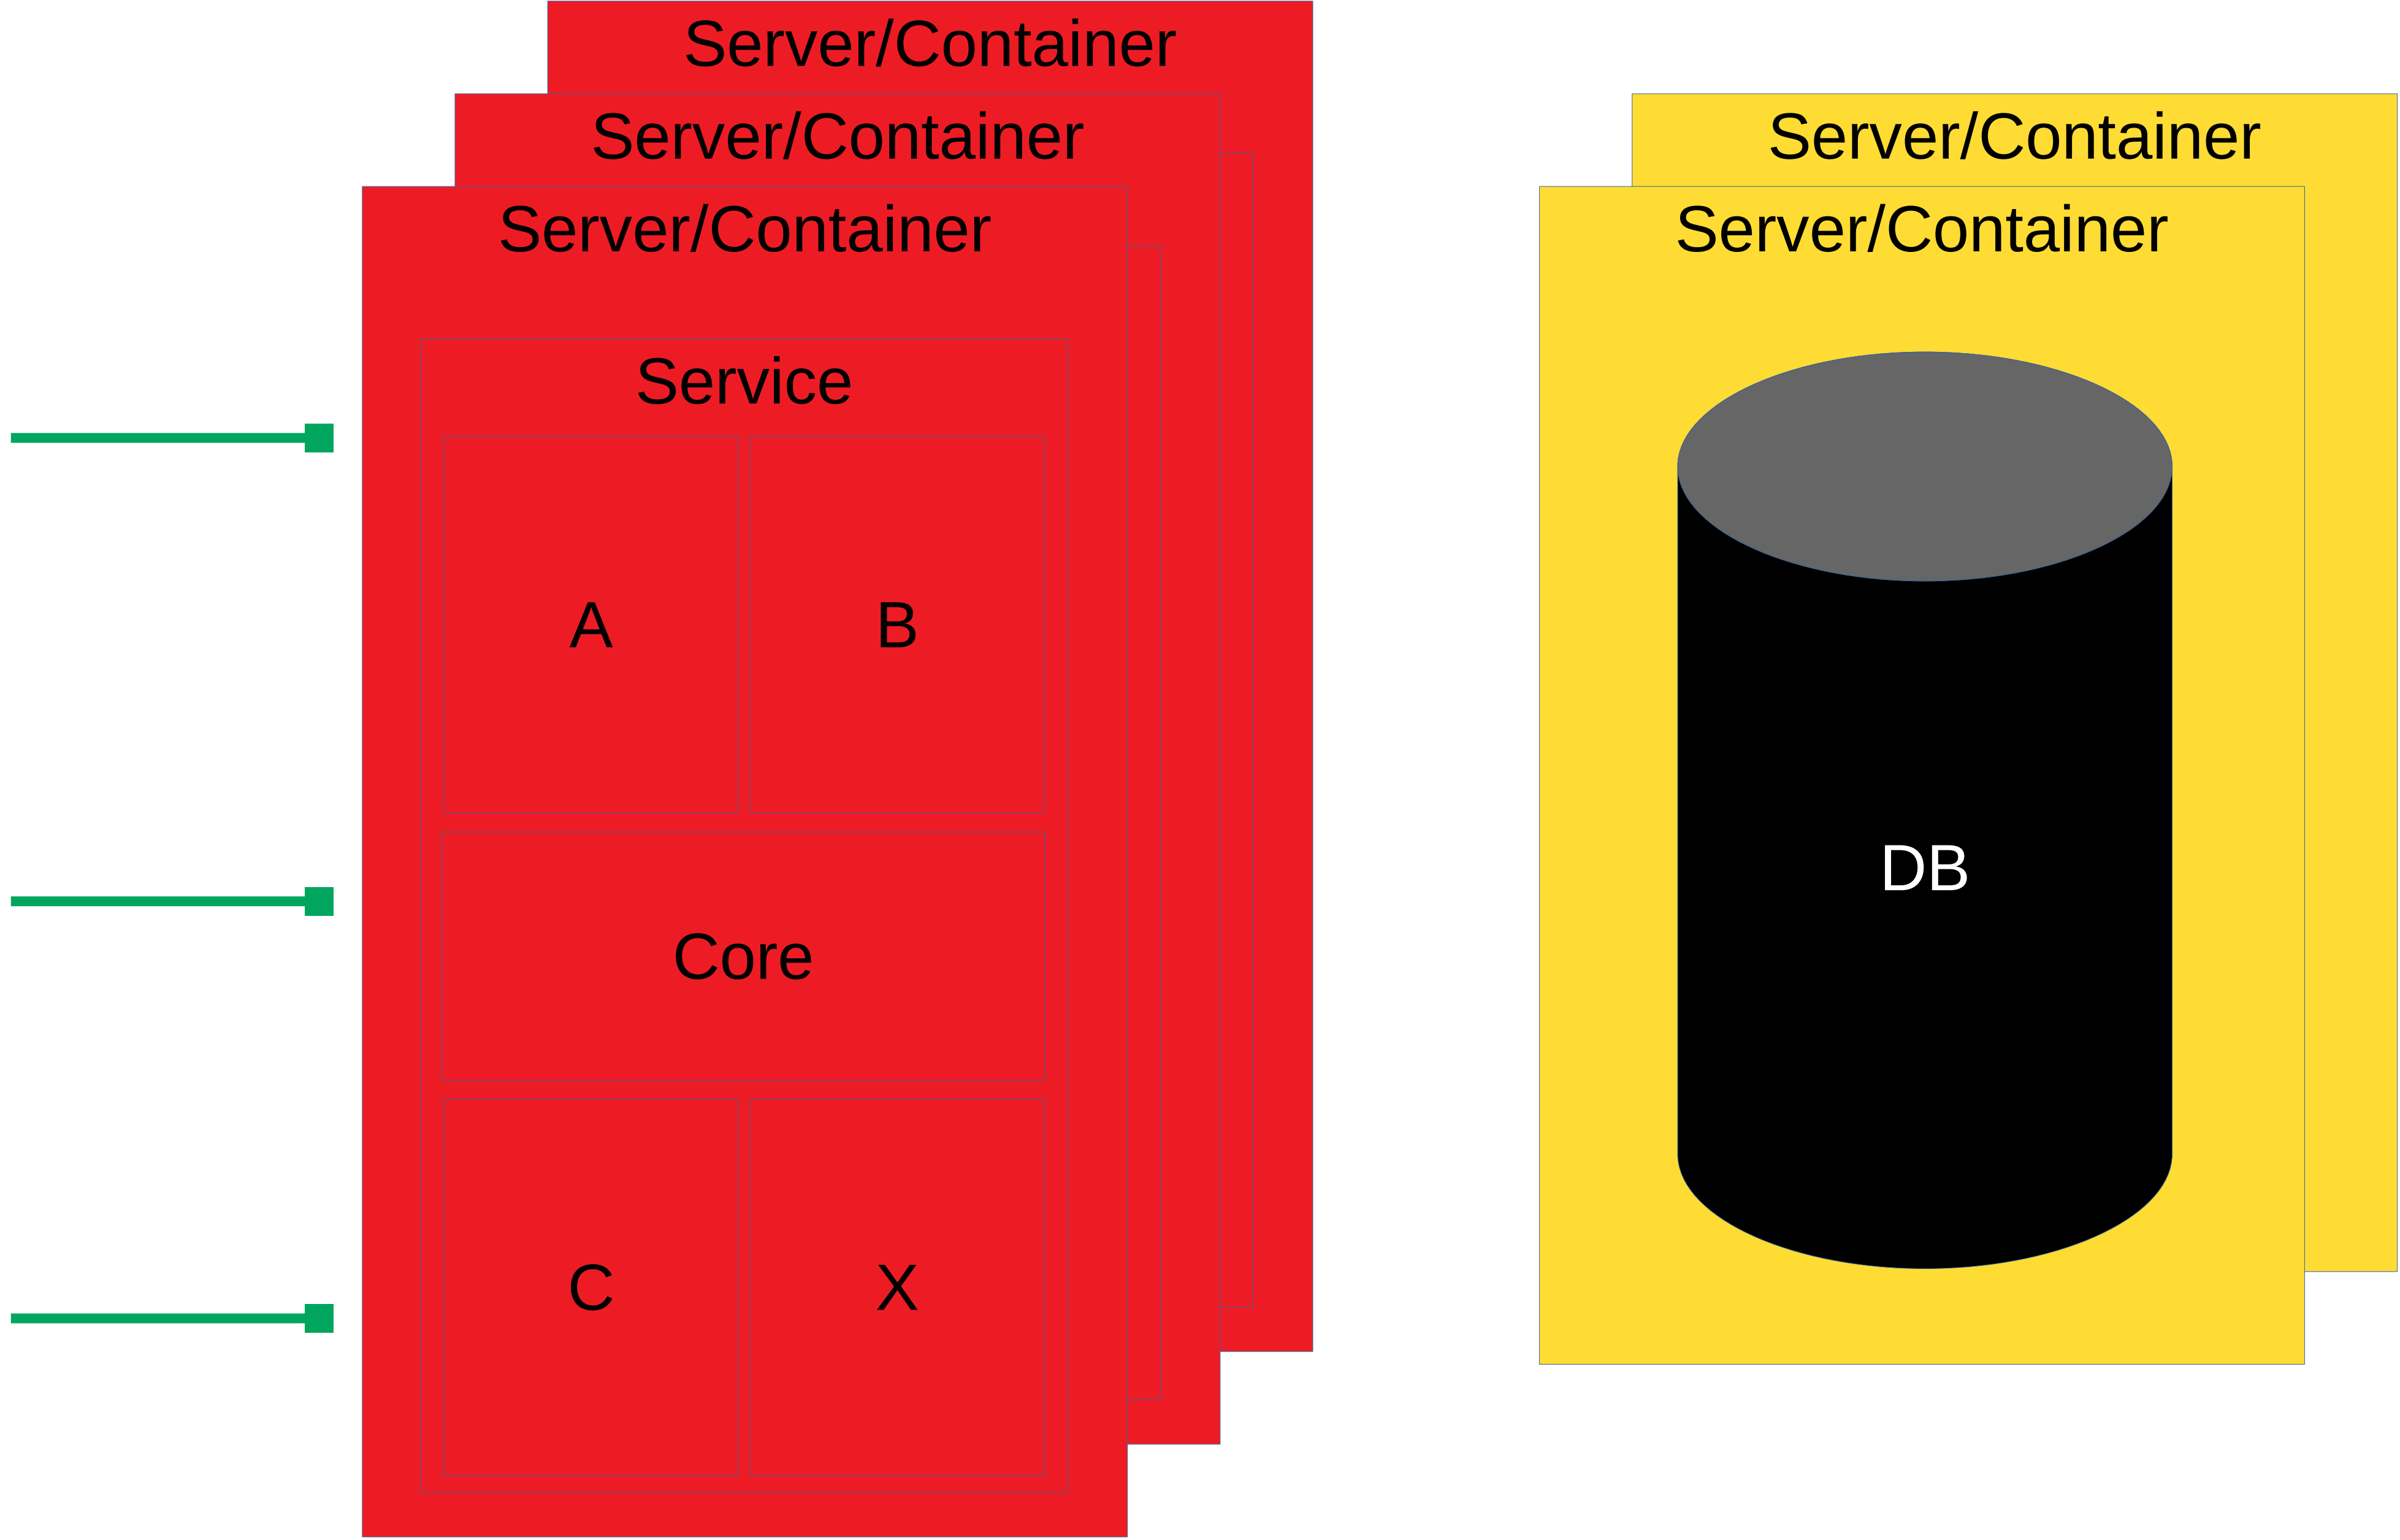 Server/Container
Server/Container
Server/Container
Service
A
B
Core
C
X
Server/Container
Server/Container
DB